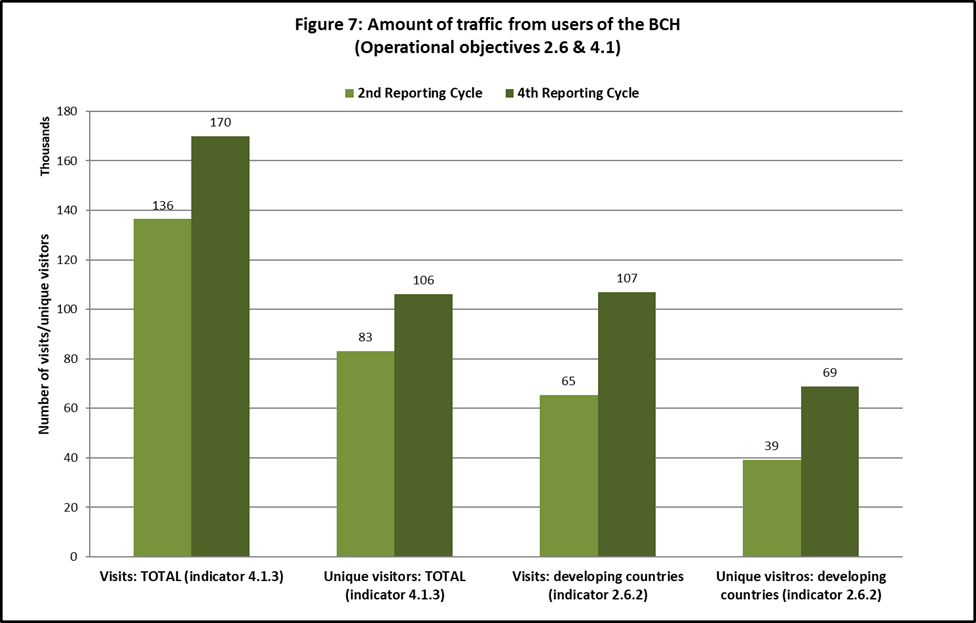 Figure 7: Amount of traffic from users of the BCH
(Operational objectives 2.6 & 4.1)
2nd Reporting Cycle
4th Reporting Cycle
Thousands
Number of visits/unique visitors
180
160
140
120
100
80
60
40
20
0
136
170
83
106
65
107
39
69
Visits: TOTAL (indicator 4.1.3)
Unique visitors: TOTAL
(indicator 4.1.3)
Visits: developing countries
(indicator 2.6.2)
Unique visitros: developing
countries (indicator 2.6.2)